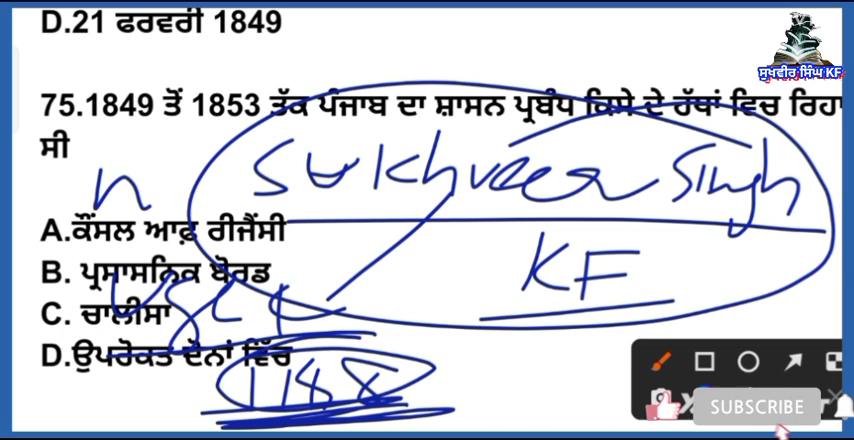 D.21 ਫਰਵਰੀ 1849
ਸੁਖਵੀਰ ਸਿੰਘ KF
75.1849 ਤੋਂ 1853 ਤੱਕ ਪੰਜਾਬ ਦਾ ਸ਼ਾਸਨ ਪ੍ਰਬੰਧ ਕਿਸੇ ਦੇ ਹੱਥਾਂ ਵਿਚ ਰਿਹਾ
ਸੀ
Sukhveer Singh
KF
A.ਕੌਂਸਲ ਆਫ਼ ਰੀਜੈਂਸੀ
B. ਪ੍ਰਸਾਸਨਿਕ ਬੋਰਡ
C. ਚਾਲੀਸਾ
D.ਉਪਰੋਕਤ ਦੋਨਾਂ ਵਿੱਚ
SUBSCRIBE